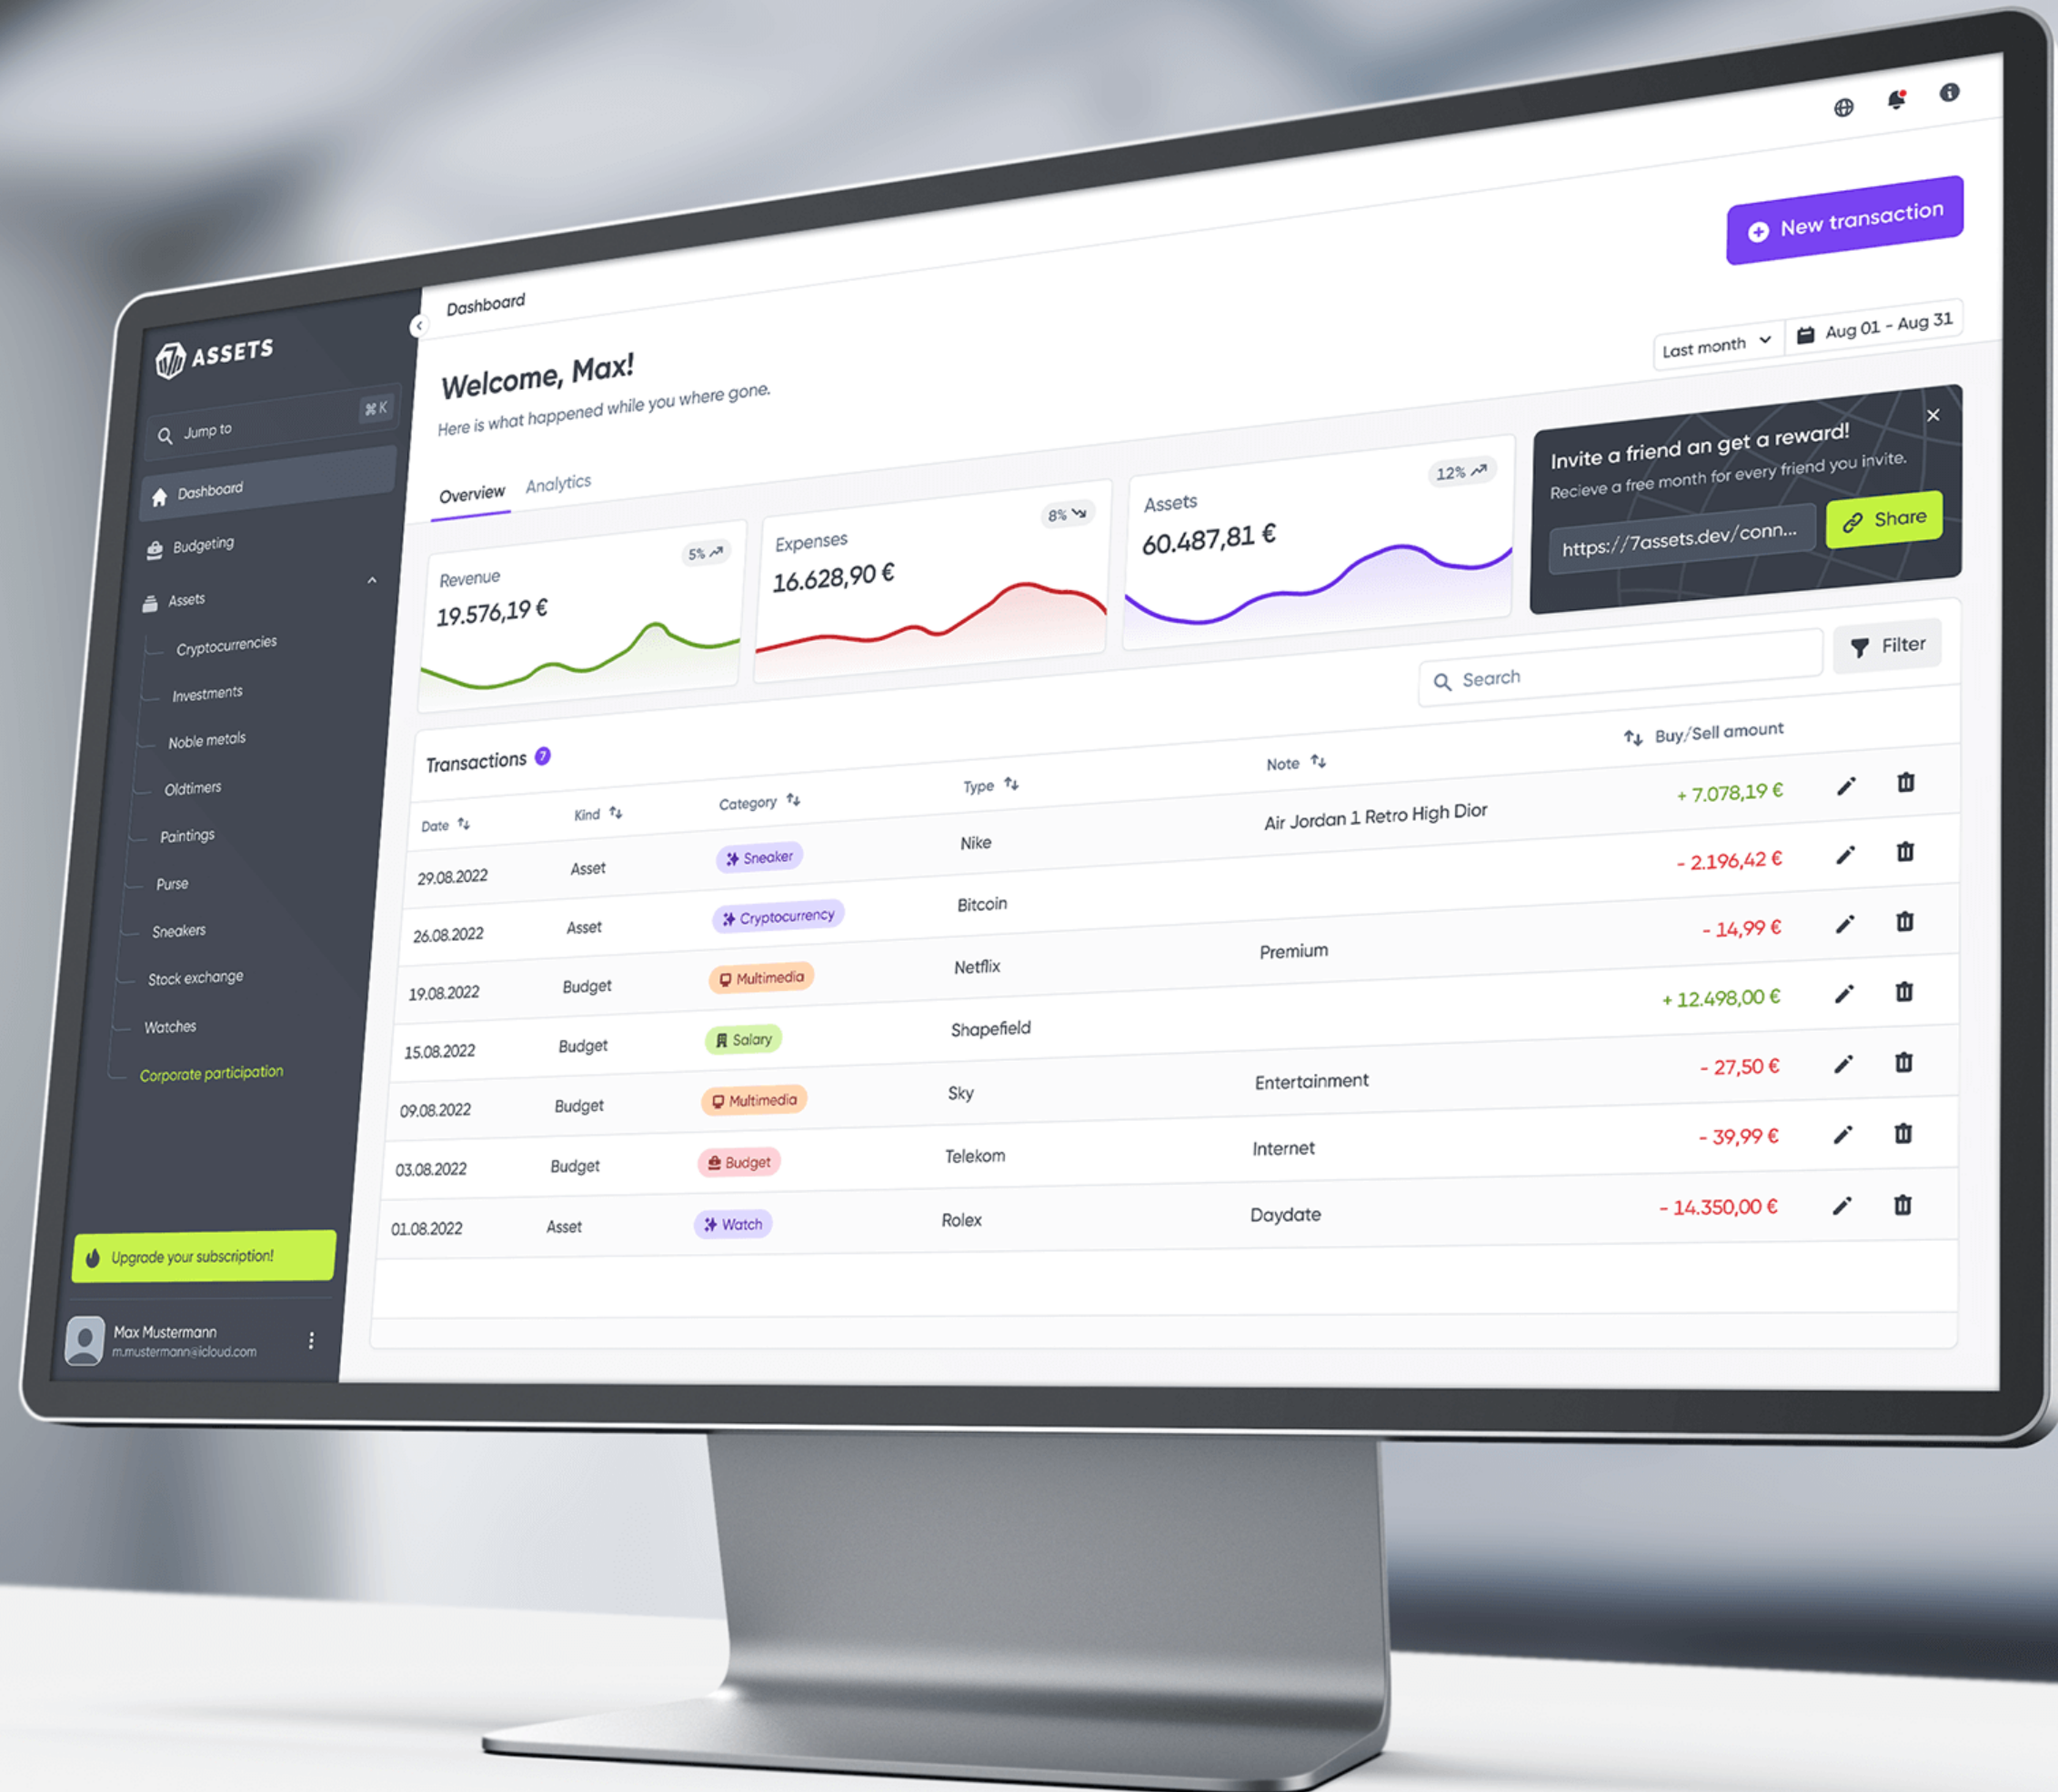 ASSETS
Jump to
⌘ K
Dashboard
Budgeting
Assets
Cryptocurrencies
Investments
Noble metals
Oldtimers
Paintings
Purse
Sneakers
Stock exchange
Watches
Corporate participation
Upgrade your subscription!
Max Mustermann
m.mustermann@icloud.com
Dashboard
New transaction
Welcome, Max!
Here is what happened while you where gone.
Last month
Aug 01 - Aug 31
Overview Analytics
Revenue
5%
19.576,19 €
Expenses
8%
16.628,90 €
Assets
12%
60.487,81 €
Invite a friend an get a reward!
Recieve a free month for every friend you invite.
https://7assets.dev/conn...
Share
Transactions 7
Search
Filter
Date Kind Category Type Note Buy/Sell amount
29.08.2022 Asset Sneaker Nike Air Jordan 1 Retro High Dior + 7.078,19 €
26.08.2022 Asset Cryptocurrency Bitcoin - 2.196,42 €
19.08.2022 Budget Multimedia Netflix Premium - 14,99 €
15.08.2022 Budget Salary Shapefield + 12.498,00 €
09.08.2022 Budget Multimedia Sky Entertainment - 27,50 €
03.08.2022 Budget Budget Telekom Internet - 39,99 €
01.08.2022 Asset Watch Rolex Daydate - 14.350,00 €